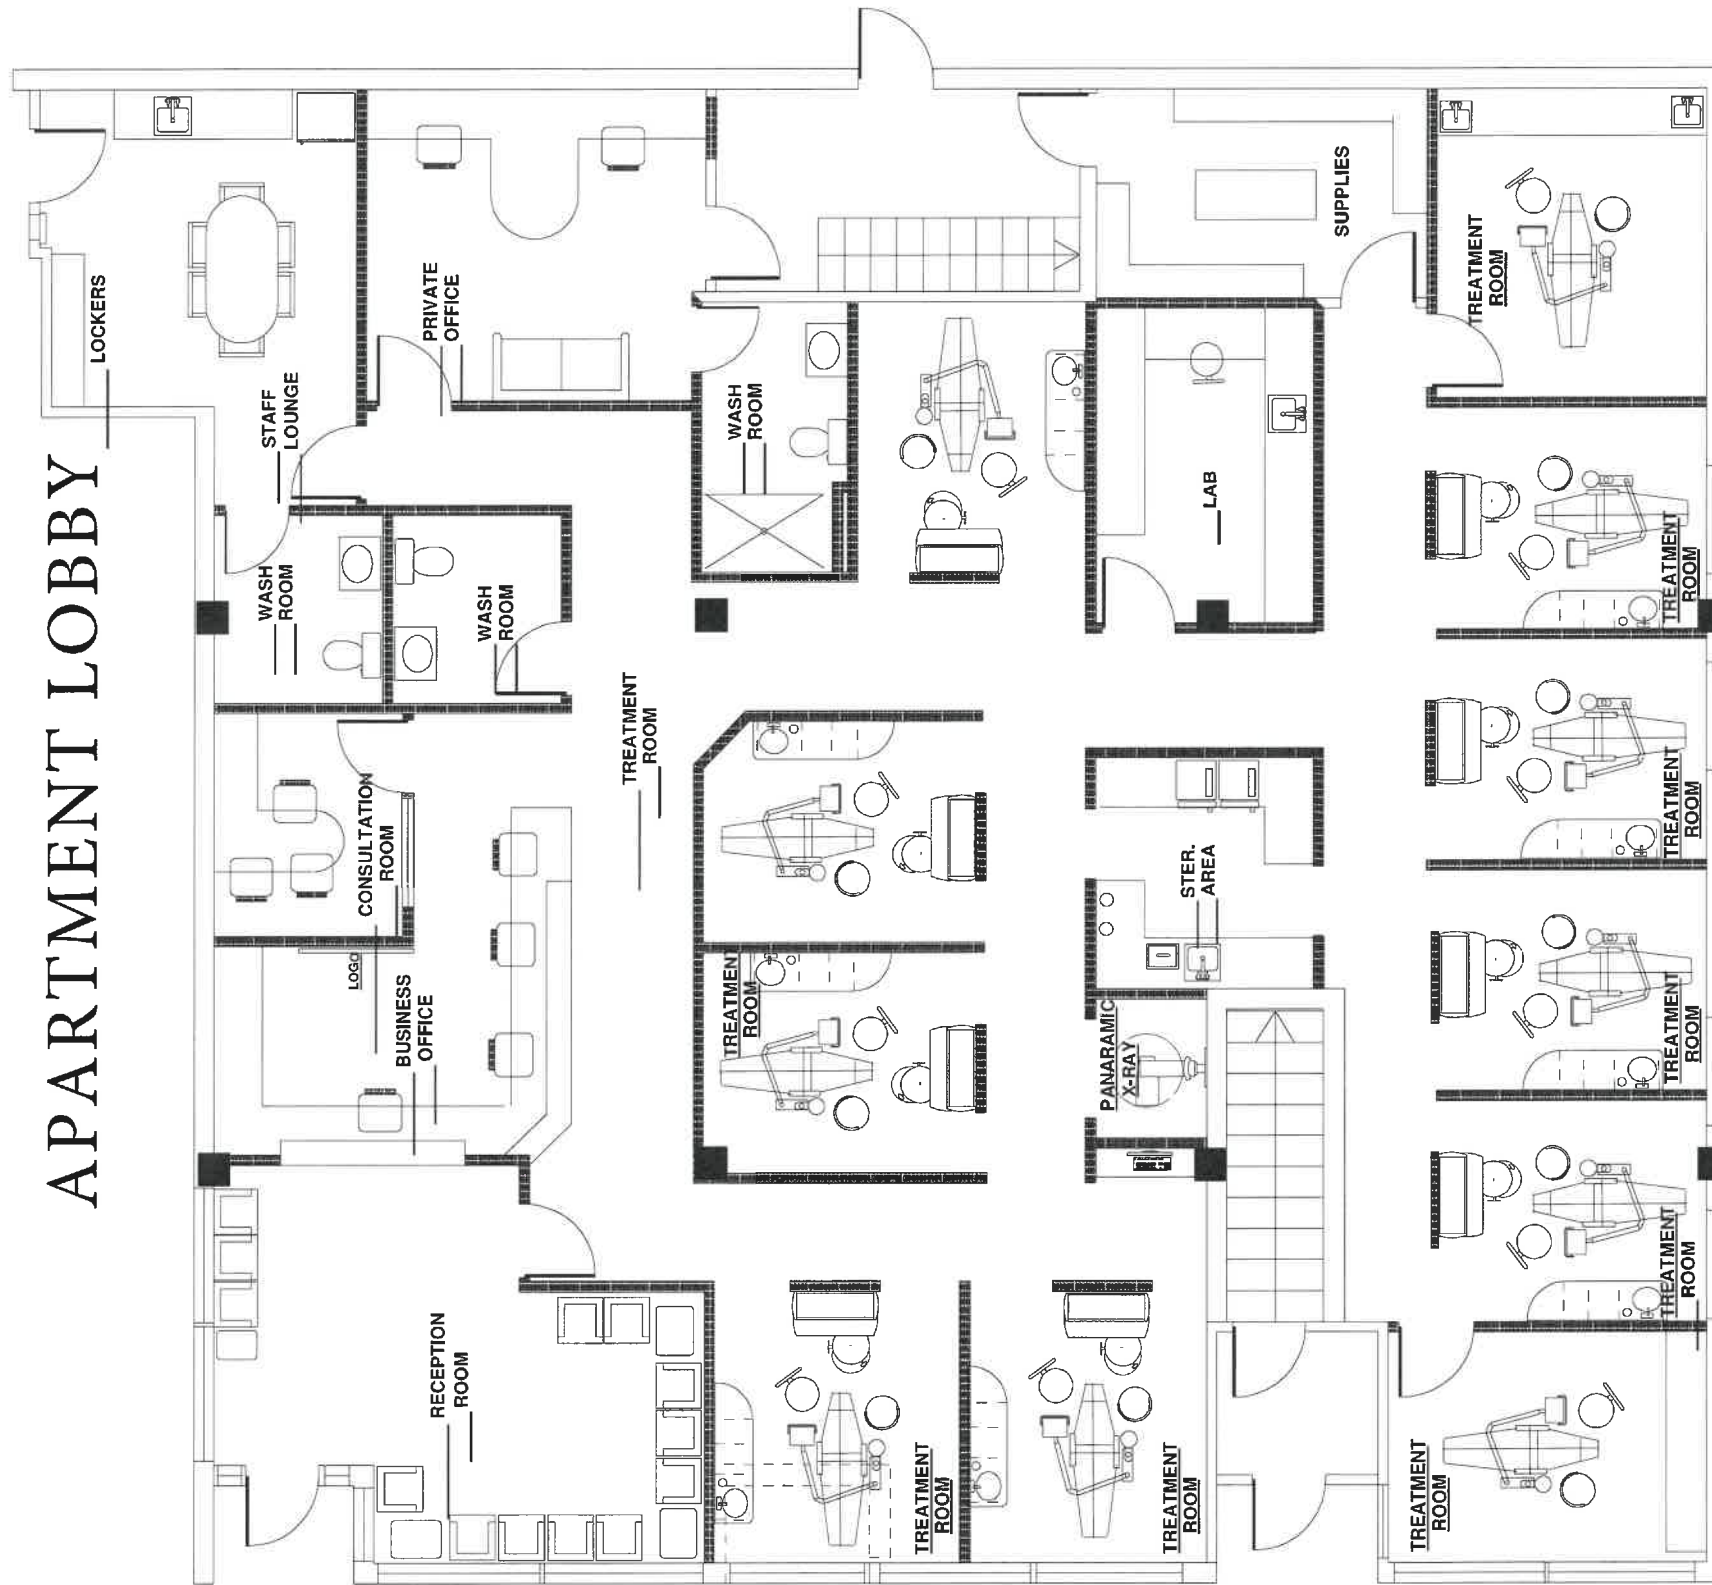 APARTMENT LOBBY
LOCKERS
STAFF
LOUNGE
PRIVATE
OFFICE
WASH
ROOM
WASH
ROOM
WASH
ROOM
SUPPLIES
TREATMENT
ROOM
LAB
TREATMENT
ROOM
TREATMENT
ROOM
CONSULTATION
ROOM
LOGO
BUSINESS
OFFICE
TREATMENT
ROOM
STER.
AREA
TREATMENT
ROOM
PANARAMIC
X-RAY
TREATMENT
ROOM
TREATMENT
ROOM
RECEPTION
ROOM
TREATMENT
ROOM
TREATMENT
ROOM
TREATMENT
ROOM